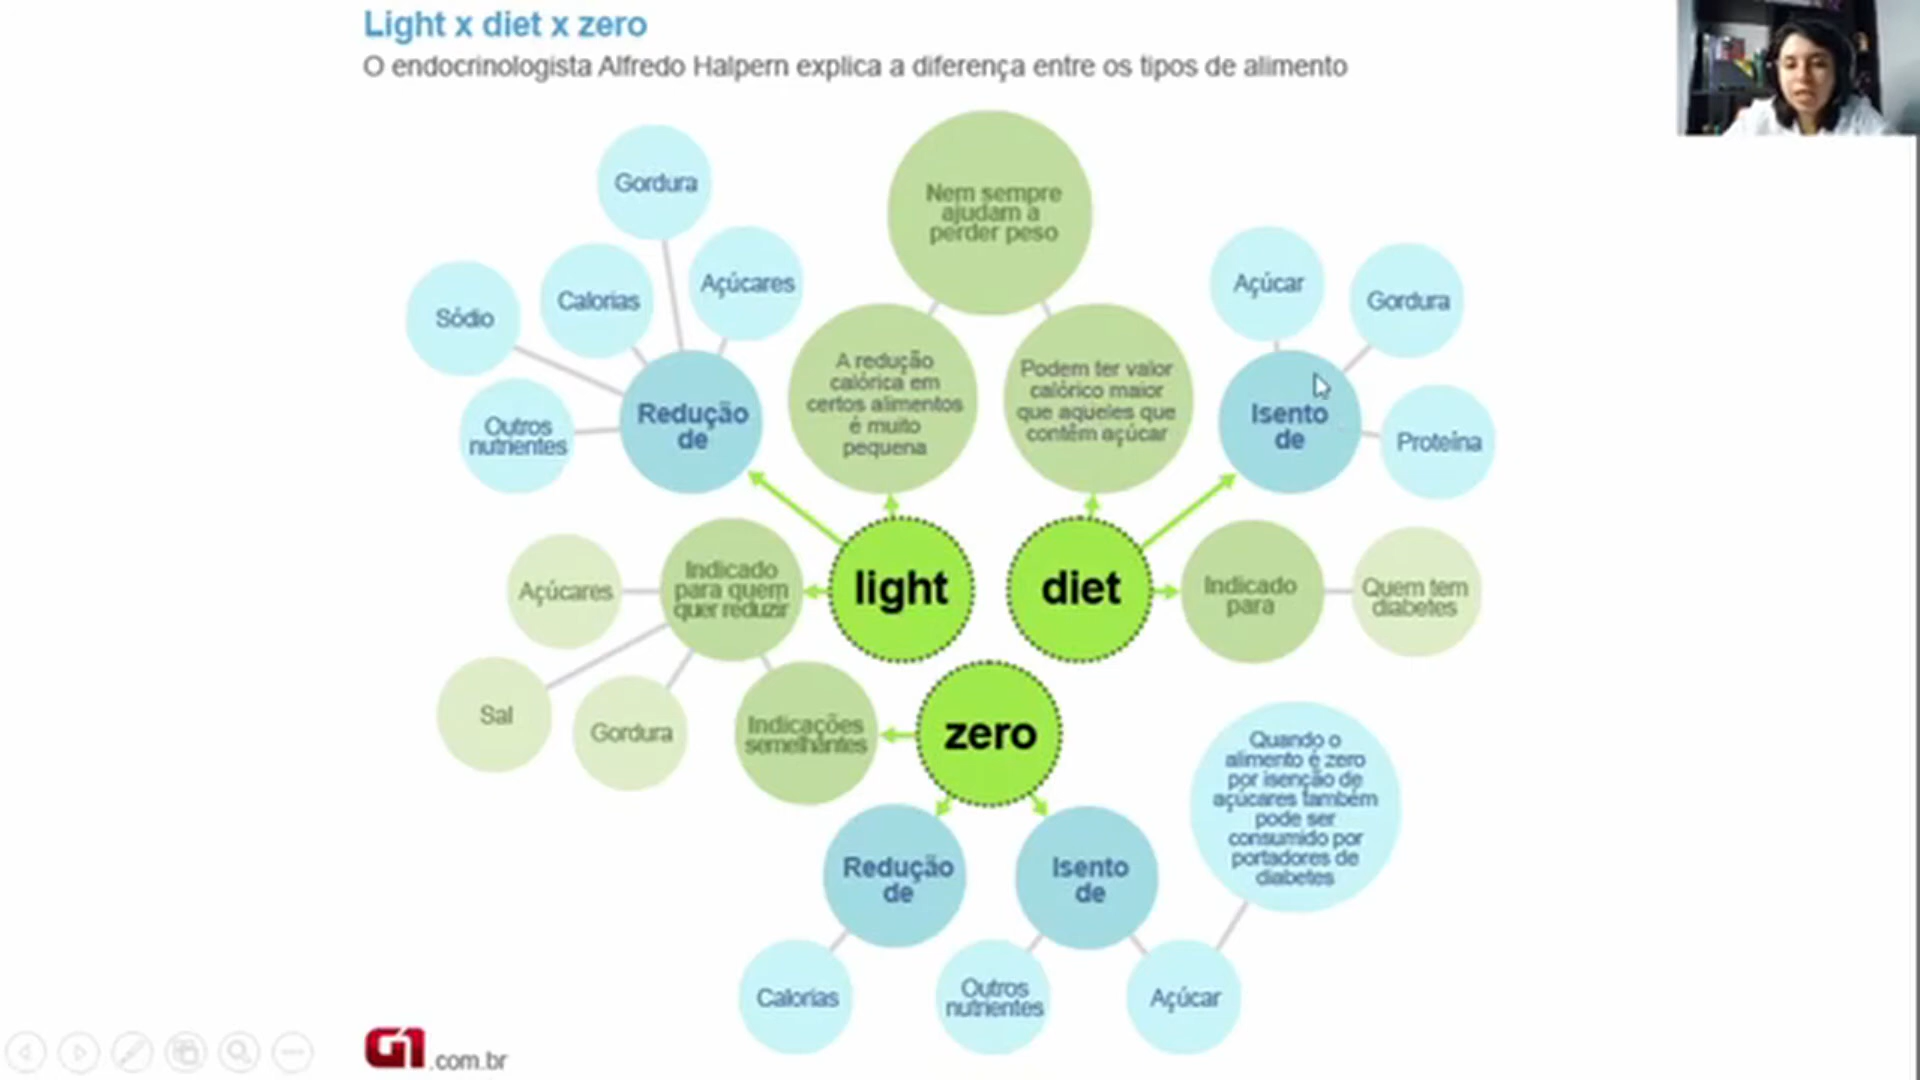 Light x diet x zero
O endocrinologista Alfredo Halpern explica a diferença entre os tipos de alimento
Gordura
Calorias
Açúcares
Sódio
Outros
nutrientes
Redução
de
Nem sempre
ajudam a
perder peso
A redução
calórica em
certos alimentos
é muito
pequena
Podem ter valor
calórico maior
que aqueles que
contêm açúcar
Açúcar
Gordura
Isento
de
Proteína
light
diet
Indicado
para quem
quer reduzir
Açúcares
Sal
Gordura
Indicado
para
Quem tem
diabetes
Indicações
semelhantes
zero
Redução
de
Isento
de
Calorias
Outros
nutrientes
Açúcar
Quando o
alimento é zero
por isenção de
açúcares também
pode ser
consumido por
portadores de
diabetes
G1
.com.br